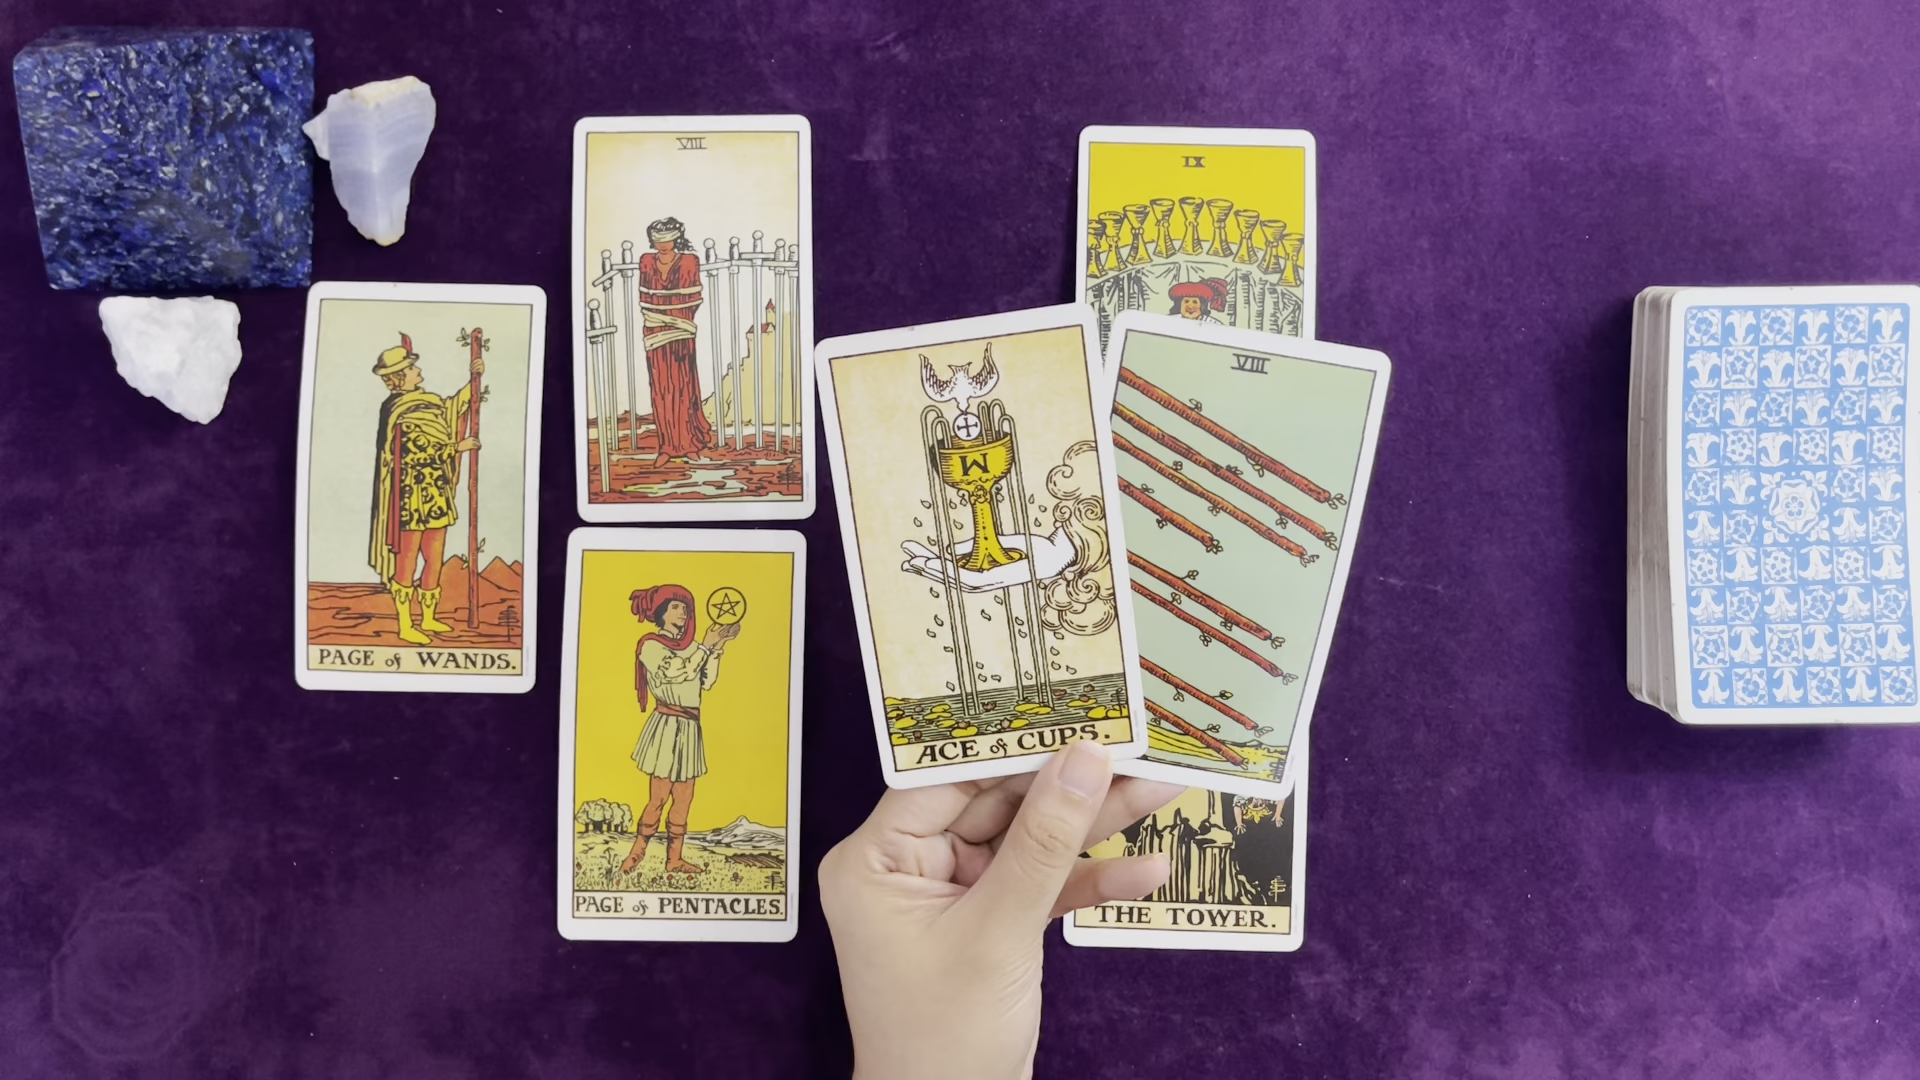 VIII
IX
VIII
PAGE of WANDS.
ACE of CUPS.
PAGE of PENTACLES.
THE TOWER.